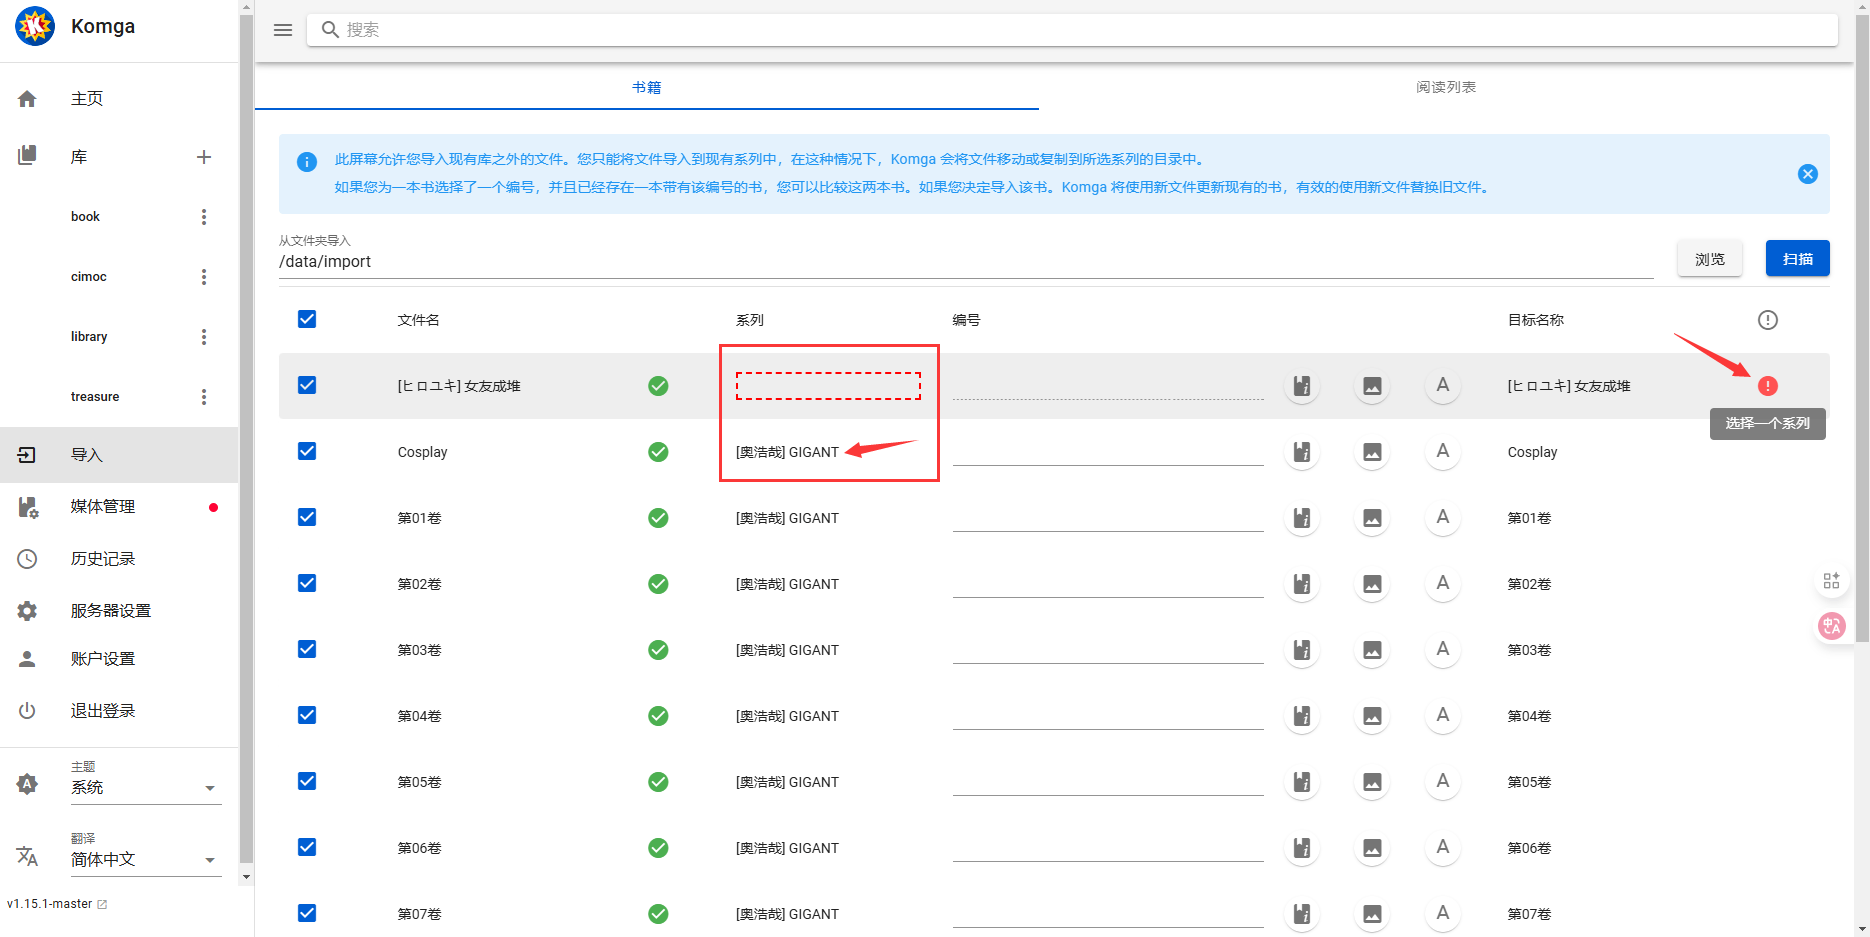 Komga
搜索
主页
库
book
cimoc
library
treasure
导入
媒体管理
历史记录
服务器设置
账户设置
退出登录
主题
系统
翻译
简体中文
v1.15.1-master
书籍
阅读列表
此屏幕允许您导入现有库之外的文件。您只能将文件导入到现有系列中，在这种情况下，Komga 会将文件移动或复制到所选系列的目录中。
如果您为一本书选择了一个编号，并且已经存在一本带有该编号的书，您可以比较这两本书。如果您决定导入该书。Komga 将使用新文件更新现有的书，有效的使用新文件替换旧文件。
从文件夹导入
/data/import
浏览
扫描
文件名 系列 编号 目标名称
[ヒロユキ] 女友成堆 A [ヒロユキ] 女友成堆
选择一个系列
Cosplay [奥浩哉] GIGANT A Cosplay
第01卷 [奥浩哉] GIGANT A 第01卷
第02卷 [奥浩哉] GIGANT A 第02卷
第03卷 [奥浩哉] GIGANT A 第03卷
第04卷 [奥浩哉] GIGANT A 第04卷
第05卷 [奥浩哉] GIGANT A 第05卷
第06卷 [奥浩哉] GIGANT A 第06卷
第07卷 [奥浩哉] GIGANT A 第07卷